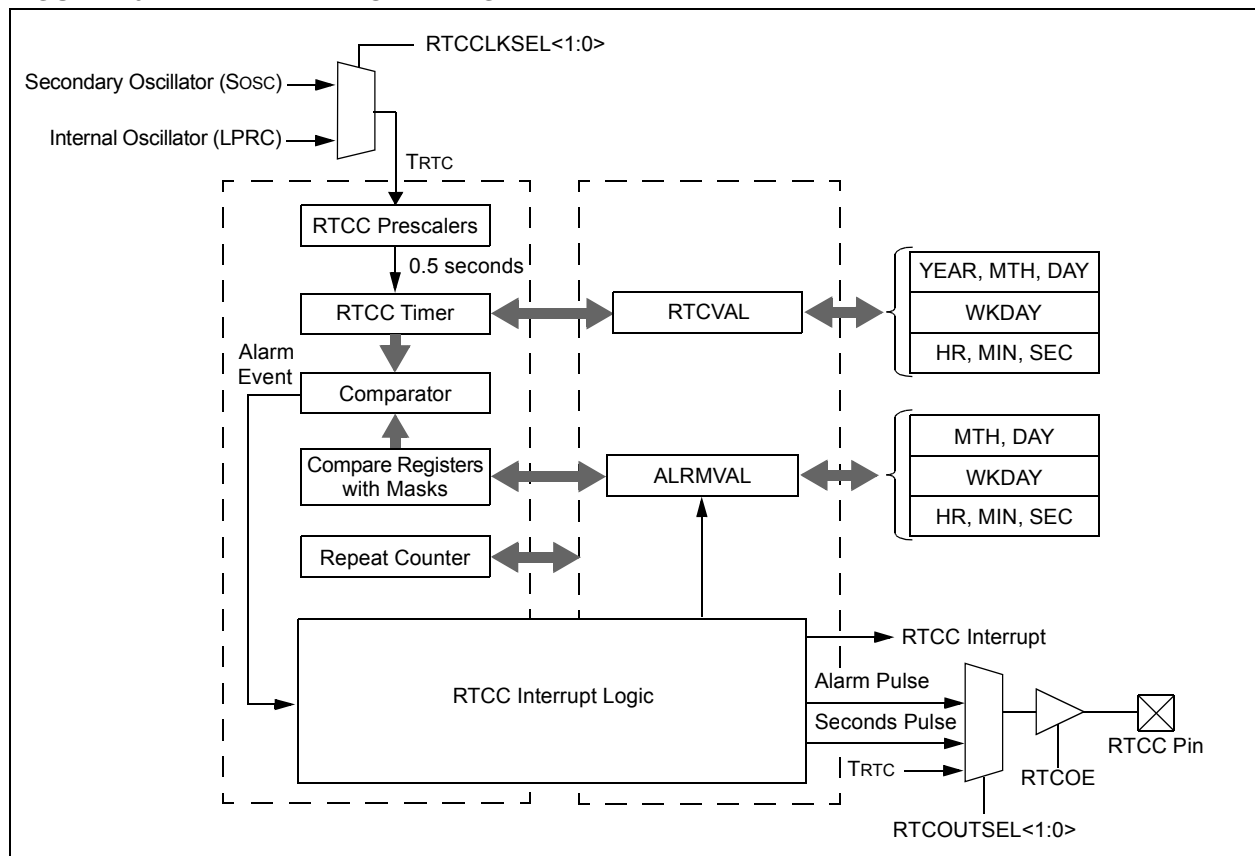 RTCCLKSEL<1:0>
Secondary Oscillator (SOSC)
Internal Oscillator (LPRC)
TRTC
RTCC Prescalers
0.5 seconds
RTCC Timer
RTCVAL
YEAR, MTH, DAY
WKDAY
HR, MIN, SEC
Alarm
Event
Comparator
Compare Registers
with Masks
ALRMVAL
MTH, DAY
WKDAY
HR, MIN, SEC
Repeat Counter
RTCC Interrupt Logic
RTCC Interrupt
Alarm Pulse
Seconds Pulse
TRTC
RTCOE
RTCC Pin
RTCOUTSEL<1:0>